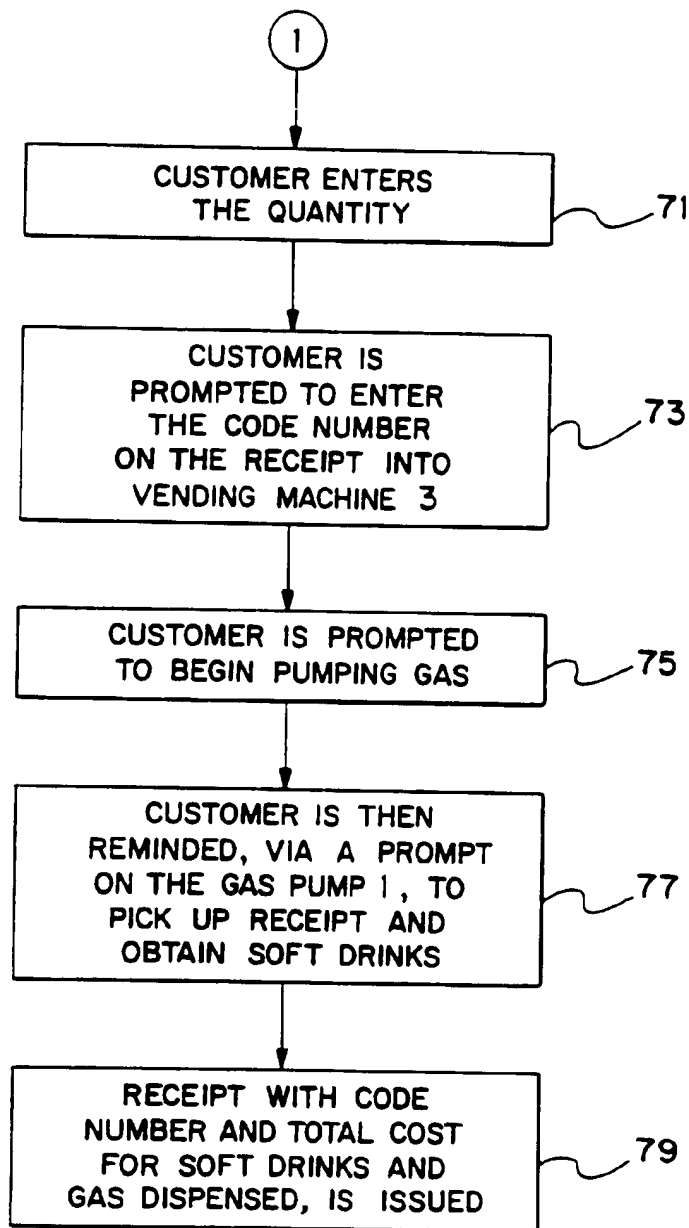 1
CUSTOMER ENTERS
THE QUANTITY
71
CUSTOMER IS
PROMPTED TO ENTER
THE CODE NUMBER
ON THE RECEIPT INTO
VENDING MACHINE 3
73
CUSTOMER IS PROMPTED
TO BEGIN PUMPING GAS
75
CUSTOMER IS THEN
REMINDED, VIA A PROMPT
ON THE GAS PUMP 1, TO
PICK UP RECEIPT AND
OBTAIN SOFT DRINKS
77
RECEIPT WITH CODE
NUMBER AND TOTAL COST
FOR SOFT DRINKS AND
GAS DISPENSED, IS ISSUED
79